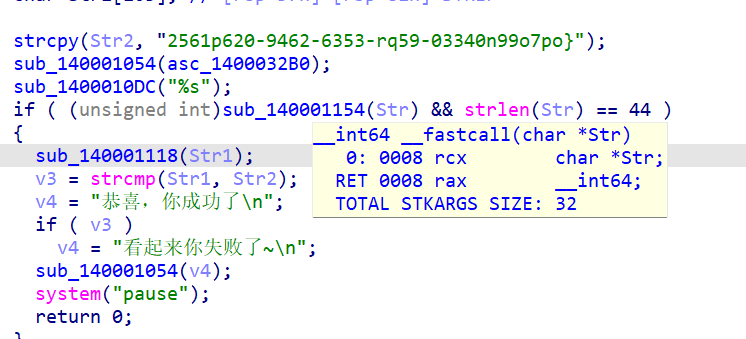 strcpy(Str2, "2561p620-9462-6353-rq59-03340n99o7po}");
sub_140001054(asc_1400032B0);
sub_1400010DC("%s");
if ( (unsigned int)sub_140001154(Str) && strlen(Str) == 44 )
{
__int64 __fastcall(char *Str)
sub_140001118(Str1);
0: 0008 rcx char *Str;
v3 = strcmp(Str1, Str2);
RET 0008 rax __int64;
v4 = "恭喜，你成功了\n";
TOTAL STKARGS SIZE: 32
if ( v3 )
v4 = "看起来你失败了~\n";
sub_140001054(v4);
system("pause");
return 0;